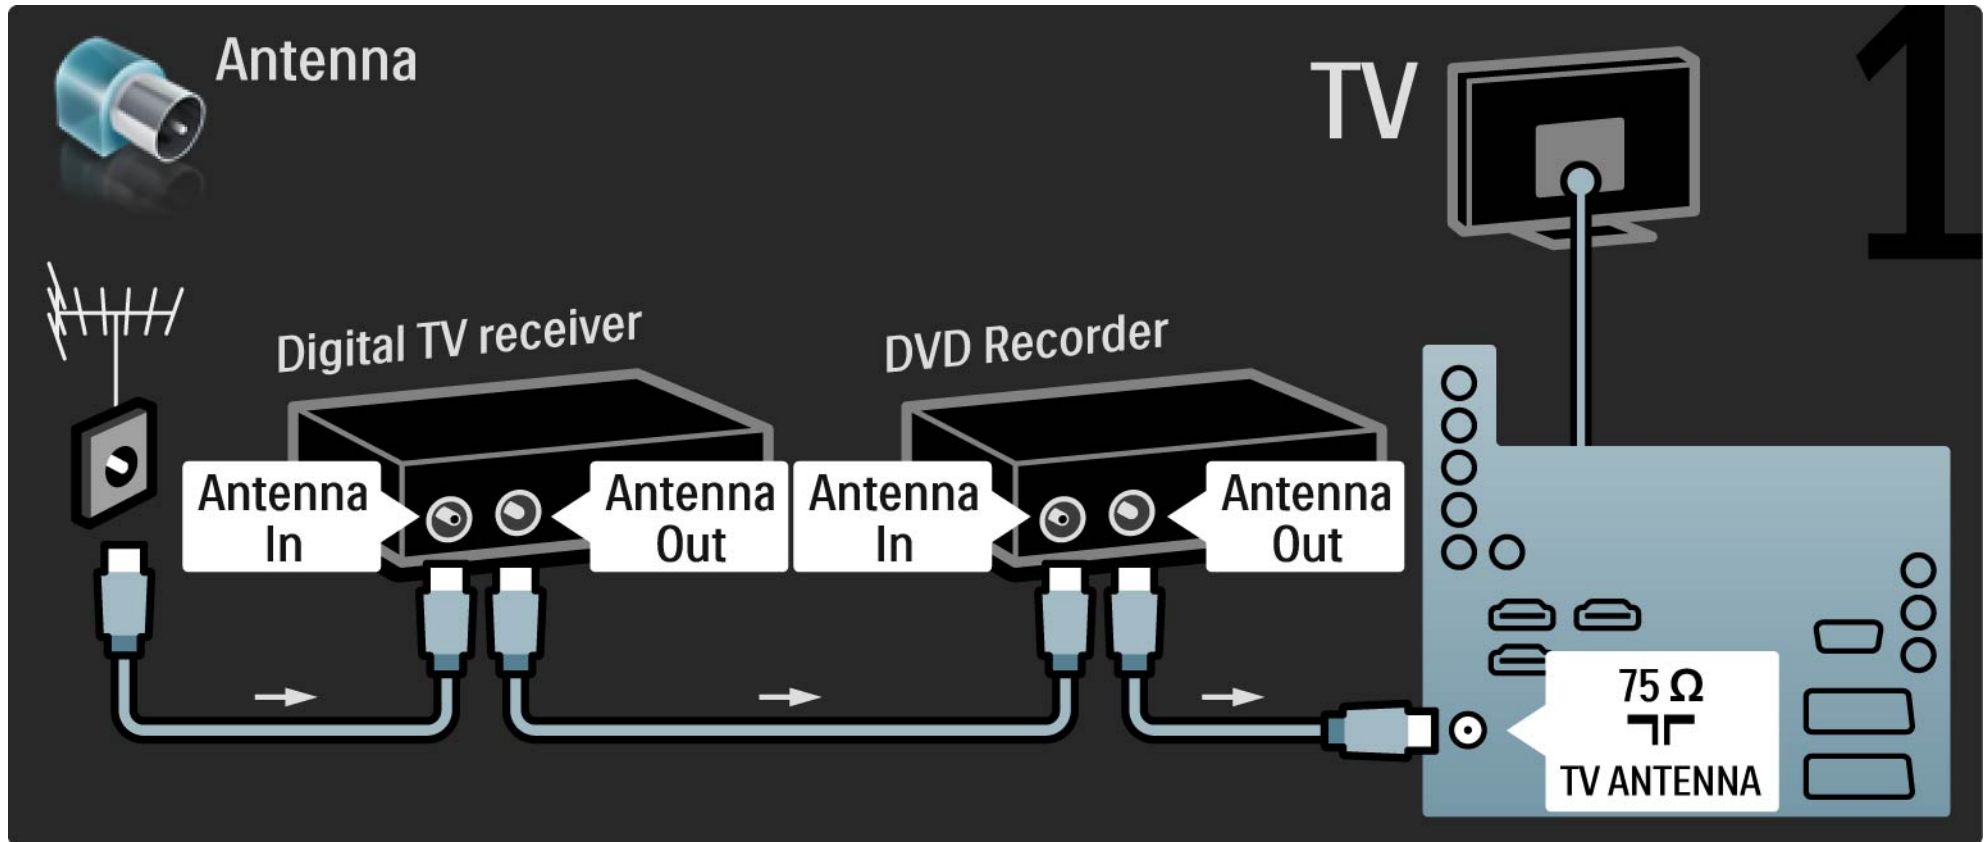 Antenna
TV
1
Digital TV receiver
DVD Recorder
Antenna
In
Antenna
Out
Antenna
In
Antenna
Out
75 Ω
TV ANTENNA